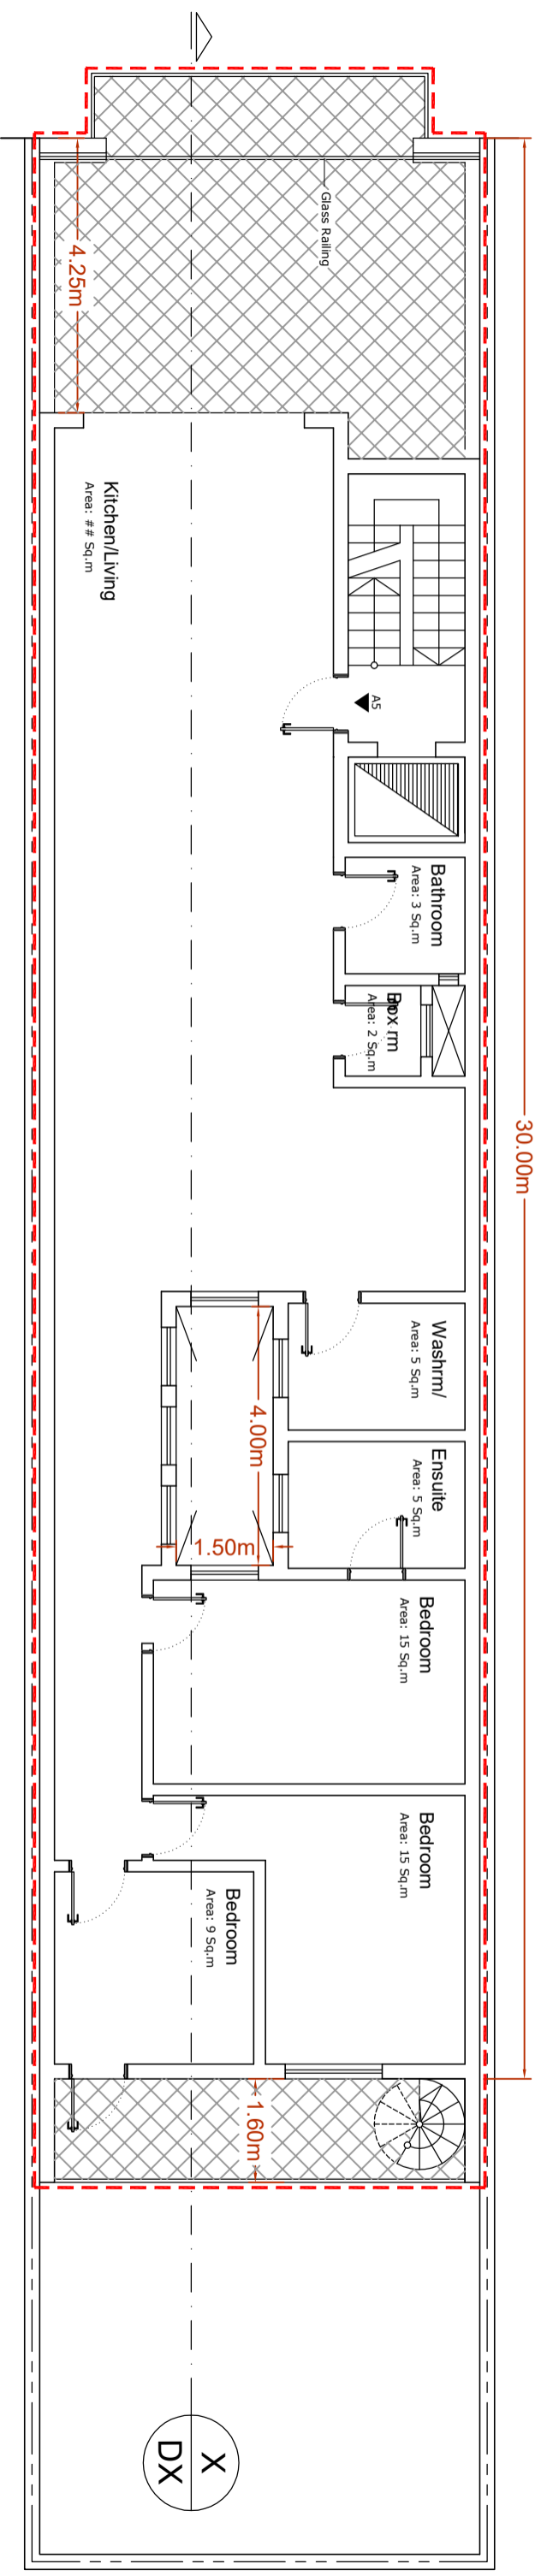 Glass Railing
4.25m
Kitchen/Living
Area: ## Sq.m
A5
Bathroom
Area: 3 Sq.m
Box rm
Area: 2 Sq.m
30.00m
Washrm/
Area: 5 Sq.m
Ensuite
Area: 5 Sq.m
4.00m
1.50m
Bedroom
Area: 15 Sq.m
Bedroom
Area: 15 Sq.m
Bedroom
Area: 9 Sq.m
1.60m
X
DX